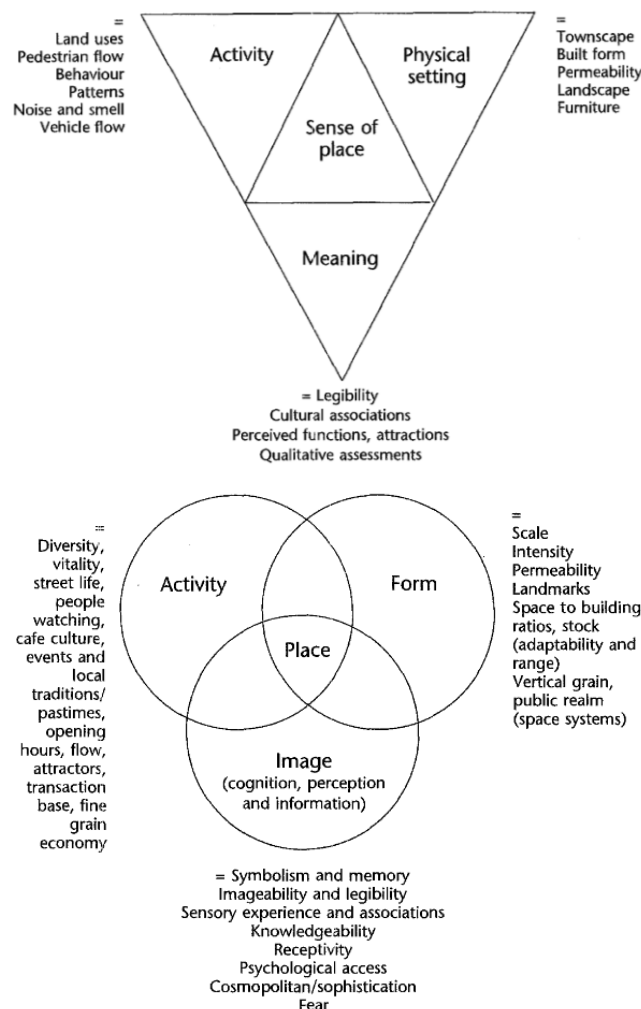 =
Land uses
Pedestrian flow
Behaviour
Patterns
Noise and smell
Vehicle flow
Activity
Physical
setting
=
Townscape
Built form
Permeability
Landscape
Furniture
Sense of
place
Meaning
= Legibility
Cultural associations
Perceived functions, attractions
Qualitative assessments
=
Diversity,
vitality,
street life,
people
watching,
cafe culture,
events and
local
traditions/
pastimes,
opening
hours, flow,
attractors,
transaction
base, fine
grain
economy
Activity
Form
=
Scale
Intensity
Permeability
Landmarks
Space to building
ratios, stock
(adaptability and
range)
Vertical grain,
public realm
(space systems)
Place
Image
(cognition, perception
and information)
= Symbolism and memory
Imageability and legibility
Sensory experience and associations
Knowledgeability
Receptivity
Psychological access
Cosmopolitan/sophistication
Fear